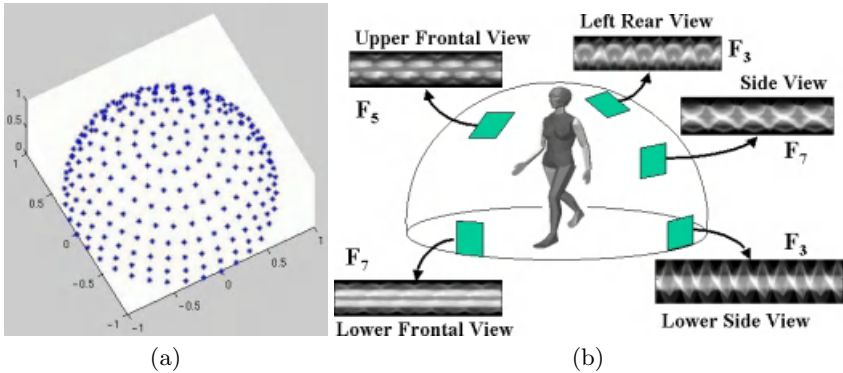 1
0.5
0
1
0.5
0
-0.5
-1
-1
-0.5
0
0.5
1
(a)
Left Rear View
Upper Frontal View
F3
Side View
F5
F7
F7
F3
Lower Frontal View
Lower Side View
(b)